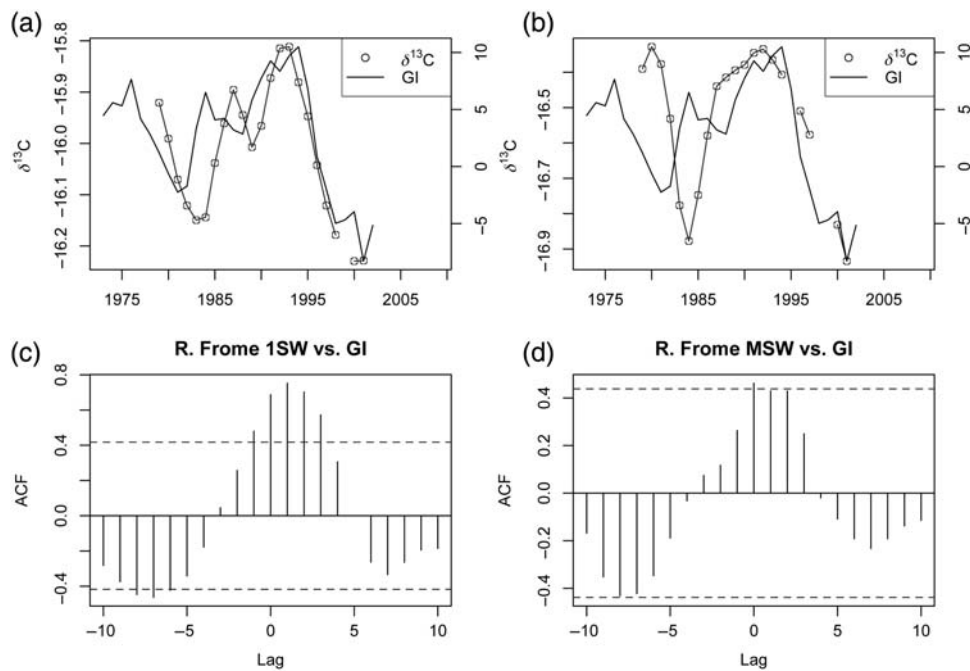 (a)
−15.8
−15.9
−16.0
−16.1
−16.2
δ13C
10
5
0
−5
δ13C
GI
1975
1985
1995
2005
(b)
−16.5
−16.7
−16.9
δ13C
10
5
0
−5
δ13C
GI
1975
1985
1995
2005
(c)
R. Frome 1SW vs. GI
0.8
0.4
0.0
−0.4
ACF
−10
−5
0
5
10
Lag
(d)
R. Frome MSW vs. GI
0.4
0.2
0.0
−0.2
−0.4
ACF
−10
−5
0
5
10
Lag